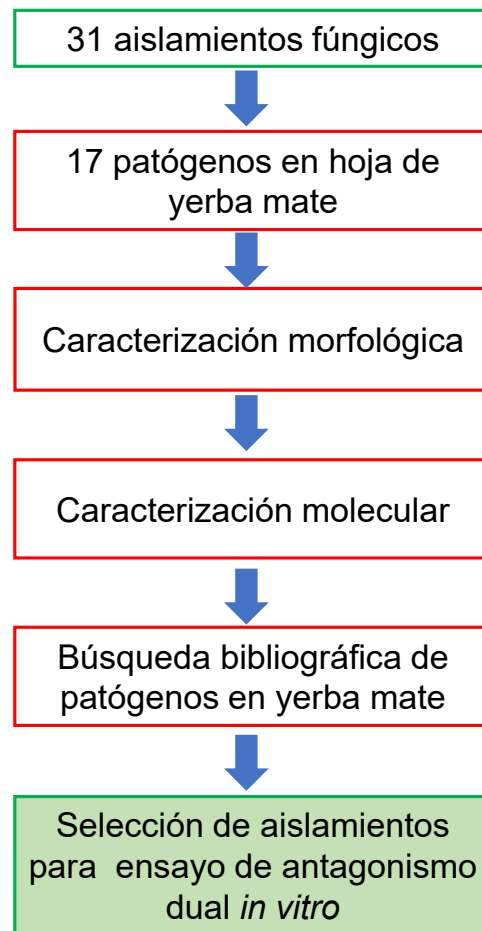 31 aislamientos fúngicos
17 patógenos en hoja de
yerba mate
Caracterización morfológica
Caracterización molecular
Búsqueda bibliográfica de
patógenos en yerba mate
Selección de aislamientos
para ensayo de antagonismo
dual in vitro